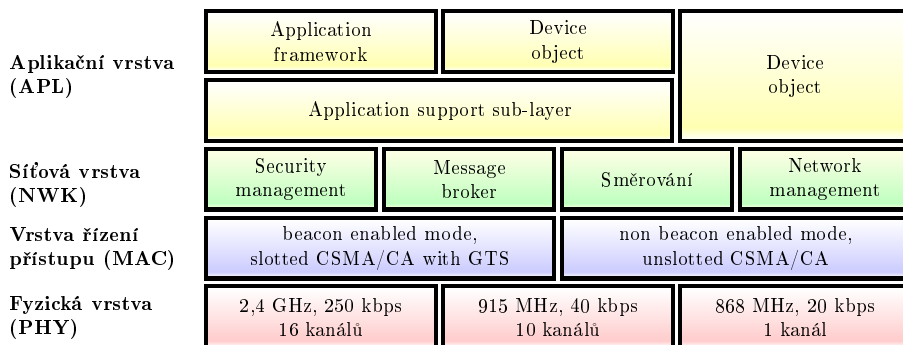 Aplikační vrstva
(APL)
Application
framework
Device
object
Device
object
Application support sub-layer
Síťová vrstva
(NWK)
Security
management
Message
broker
Směrování
Network
management
Vrstva řízení
přístupu (MAC)
beacon enabled mode,
slotted CSMA/CA with GTS
non beacon enabled mode,
unslotted CSMA/CA
Fyzická vrstva
(PHY)
2,4 GHz, 250 kbps
16 kanálů
915 MHz, 40 kbps
10 kanálů
868 MHz, 20 kbps
1 kanál